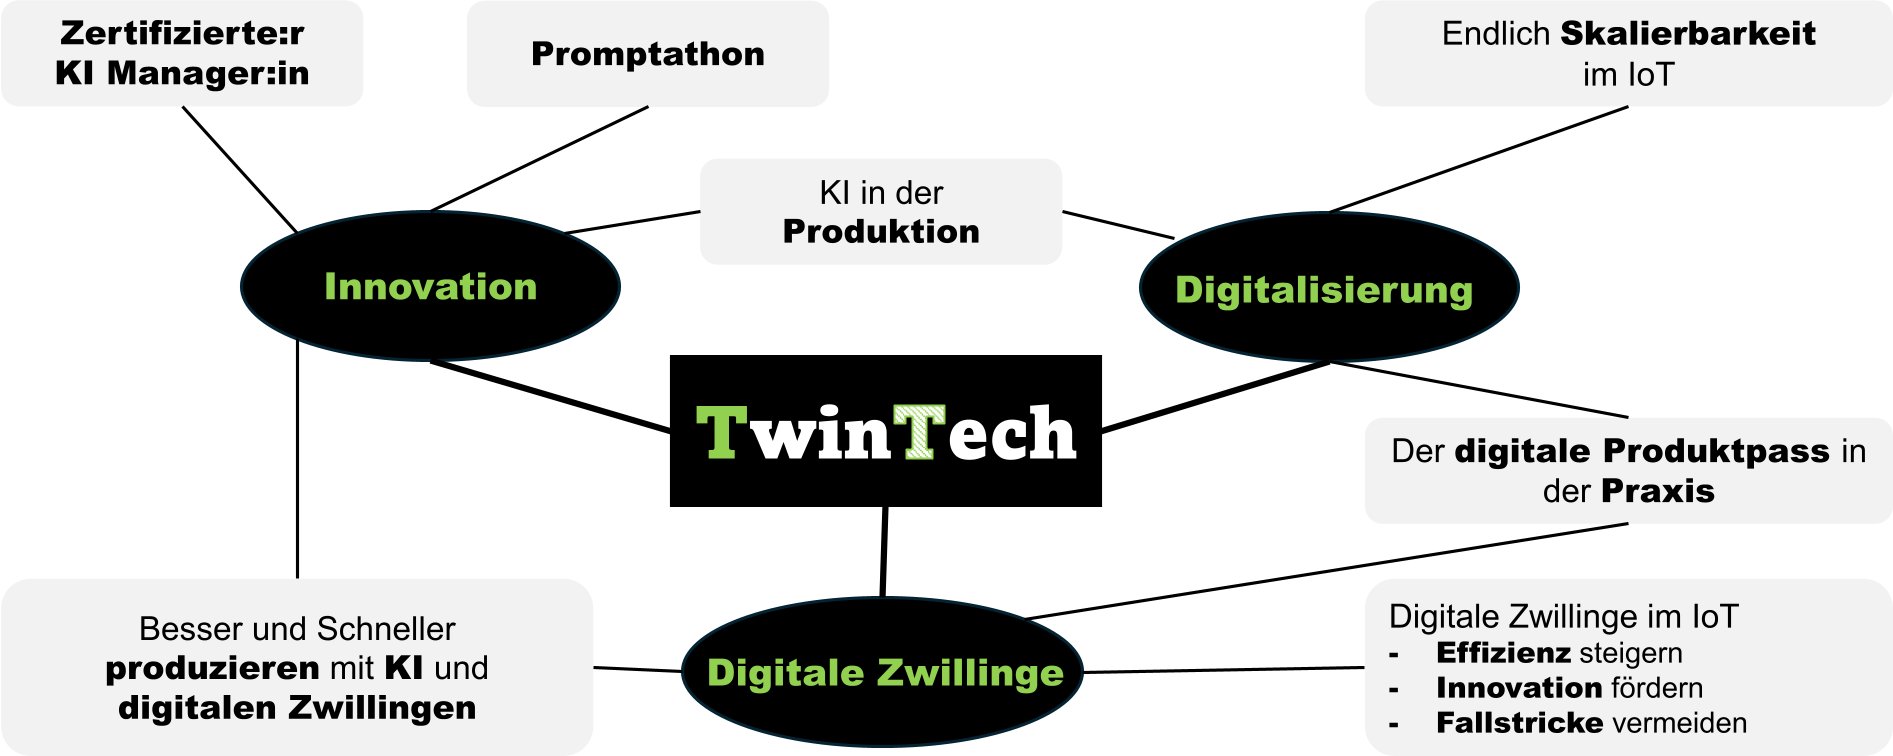 Zertifizierte:r
KI Manager:in
Promptathon
Endlich Skalierbarkeit
im IoT
KI in der
Produktion
Innovation
Digitalisierung
TwinTech
Der digitale Produktpass in
der Praxis
Besser und Schneller
produzieren mit KI und
digitalen Zwillingen
Digitale Zwillinge
Digitale Zwillinge im IoT
- Effizienz steigern
- Innovation fördern
- Fallstricke vermeiden